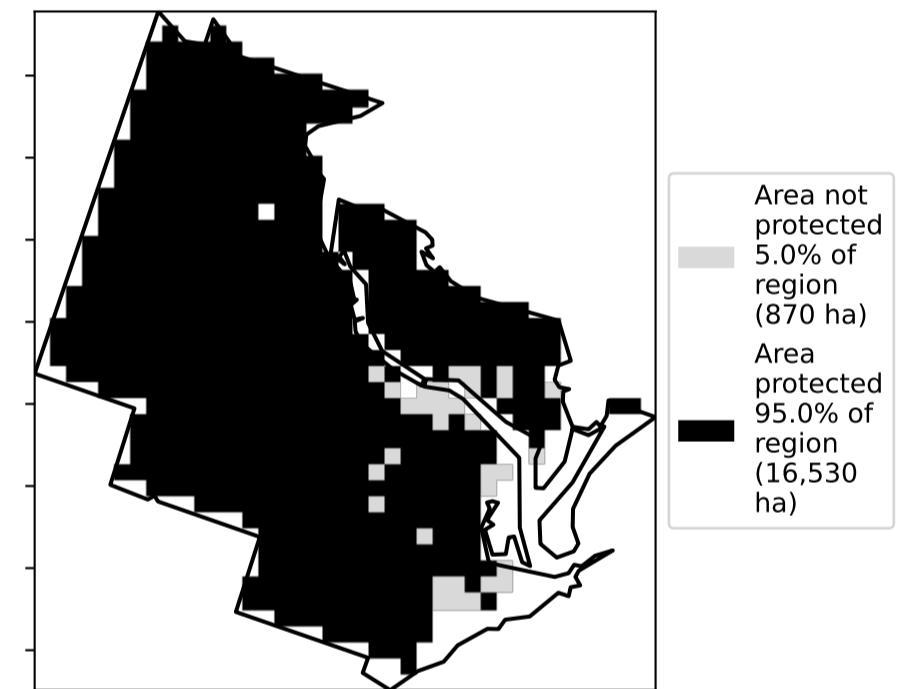 Area not
protected
5.0% of
region
(870 ha)
Area
protected
95.0% of
region
(16,530
ha)